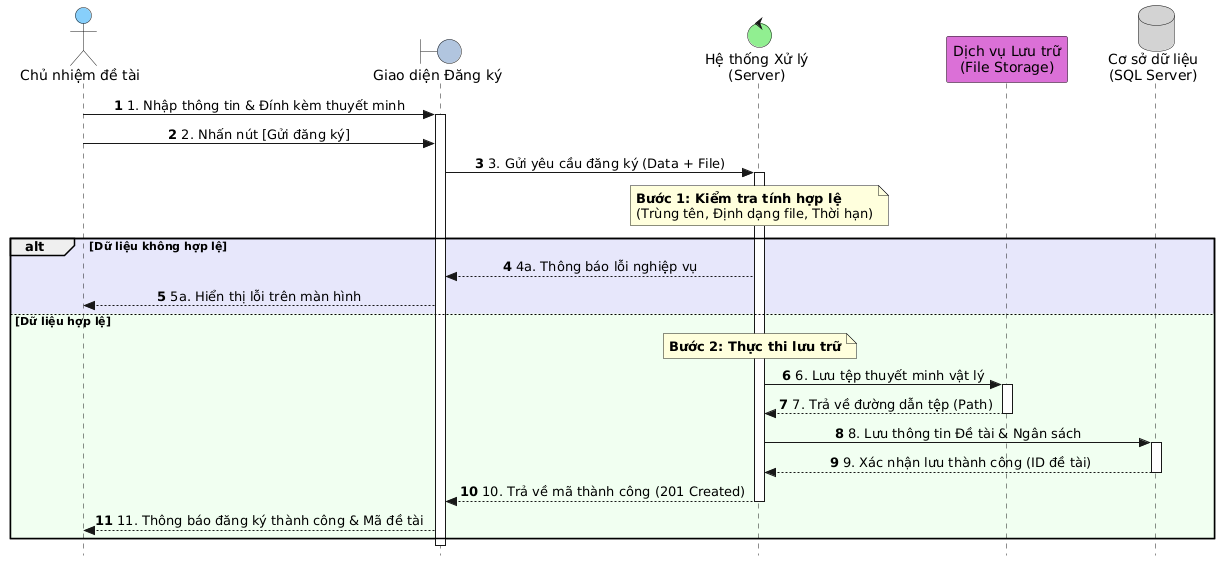 Chủ nhiệm đề tài
Giao diện Đăng ký
Hệ thống Xử lý
(Server)
Dịch vụ Lưu trữ
(File Storage)
Cơ sở dữ liệu
(SQL Server)
1 1. Nhập thông tin & Đính kèm thuyết minh
2 2. Nhấn nút [Gửi đăng ký]
3 3. Gửi yêu cầu đăng ký (Data + File)
Bước 1: Kiểm tra tính hợp lệ
(Trùng tên, Định dạng file, Thời hạn)
alt [Dữ liệu không hợp lệ]
4 4a. Thông báo lỗi nghiệp vụ
5 5a. Hiển thị lỗi trên màn hình
[Dữ liệu hợp lệ]
Bước 2: Thực thi lưu trữ
6 6. Lưu tệp thuyết minh vật lý
7 7. Trả về đường dẫn tệp (Path)
8 8. Lưu thông tin Đề tài & Ngân sách
9 9. Xác nhận lưu thành công (ID đề tài)
10 10. Trả về mã thành công (201 Created)
11 11. Thông báo đăng ký thành công & Mã đề tài